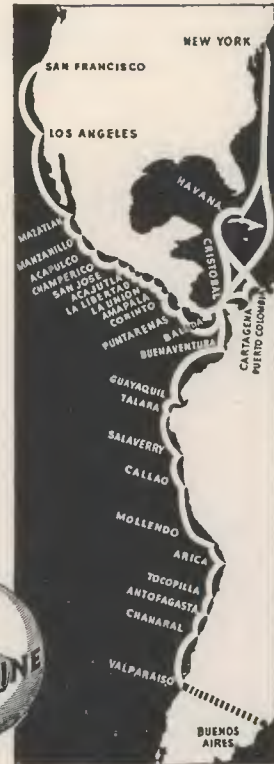 NEW YORK
SAN FRANCISCO
LOS ANGELES
HAVANA
MAZATLAN
MANZANILLO
ACAPULCO
CHAMPERICO
SAN JOSE
ACAJUTLA
LA LIBERTAD
LA UNION
AMAPALA
CORINTO
PUNTARENAS
CRISTOBAL
BALBOA
BUENAVENTURA
CARTAGENA
PUERTO COLOMBIA
GUAYAQUIL
TALARA
SALAVERRY
CALLAO
MOLLENDO
ARICA
TOCOPILLA
ANTOFAGASTA
CHANARAL
VALPARAISO
BUENOS
AIRES